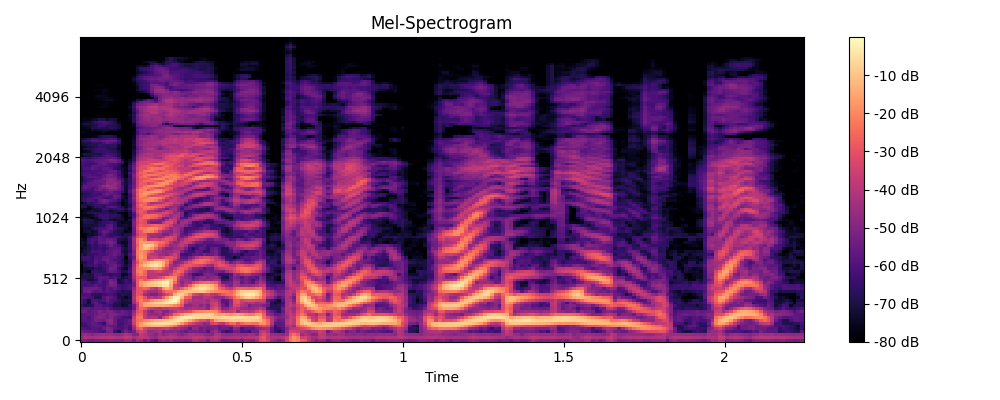 Mel-Spectrogram
4096
2048
1024
512
0
Hz
0
0.5
1
1.5
2
Time
-10 dB
-20 dB
-30 dB
-40 dB
-50 dB
-60 dB
-70 dB
-80 dB